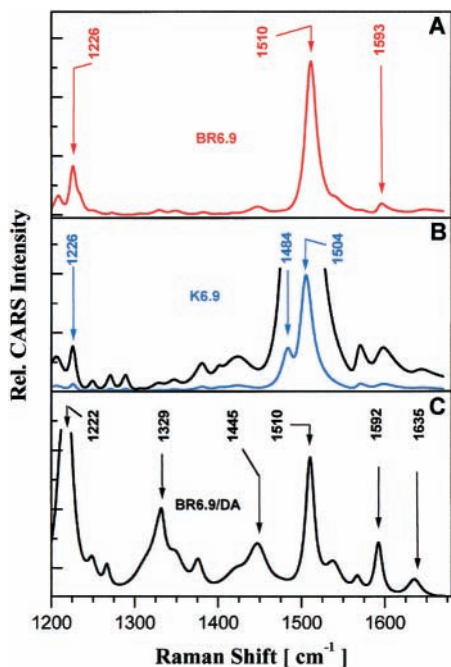 A
1226
1510
1593
BR6.9
B
1226
1484
1504
K6.9
C
1222
1329
1445
1510
1592
1635
BR6.9/DA
Rel. CARS Intensity
1200 1300 1400 1500 1600
Raman Shift [ cm⁻¹ ]